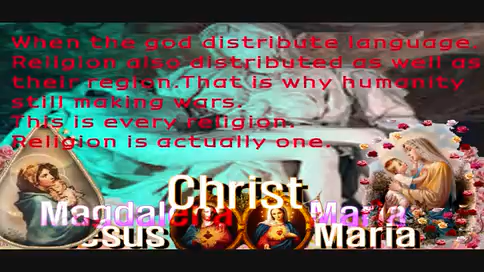 When the god distribute language.
Religion also distributed as well as
their region.That is why humanity
still making wars.
This is every religion.
Religion is actually one.
Christ
Magdalena Maria
Jesus Maria